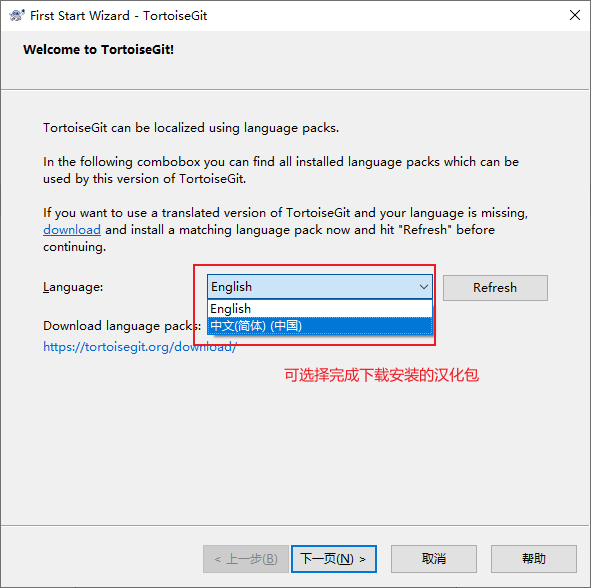 First Start Wizard - TortoiseGit
Welcome to TortoiseGit!
TortoiseGit can be localized using language packs.
In the following combobox you can find all installed language packs which can be
used by this version of TortoiseGit.
If you want to use a translated version of TortoiseGit and your language is missing,
download and install a matching language pack now and hit "Refresh" before
continuing.
Language:
English
Refresh
English
中文(简体) (中国)
Download language packs:
https://tortoisegit.org/download/
可选择完成下载安装的汉化包
< 上一步(B)
下一页(N) >
取消
帮助